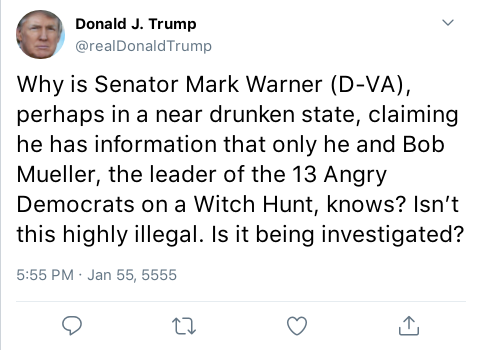 Donald J. Trump
@realDonaldTrump
Why is Senator Mark Warner (D-VA),
perhaps in a near drunken state, claiming
he has information that only he and Bob
Mueller, the leader of the 13 Angry
Democrats on a Witch Hunt, knows? Isn’t
this highly illegal. Is it being investigated?
5:55 PM · Jan 55, 5555